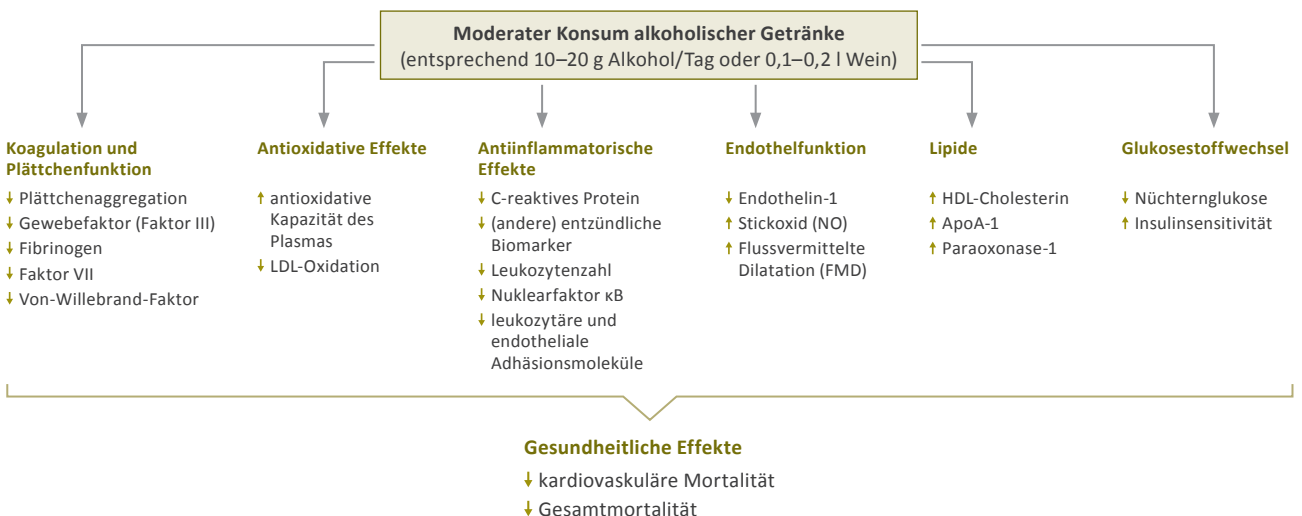 Moderater Konsum alkoholischer Getränke
(entsprechend 10–20 g Alkohol/Tag oder 0,1–0,2 l Wein)
Koagulation und
Plättchenfunktion
↓ Plättchenaggregation
↓ Gewebefaktor (Faktor III)
↓ Fibrinogen
↓ Faktor VII
↓ Von-Willebrand-Faktor
Antioxidative Effekte
↑ antioxidative
Kapazität des
Plasmas
↓ LDL-Oxidation
Antiinflammatorische
Effekte
↓ C-reaktives Protein
↓ (andere) entzündliche
Biomarker
↓ Leukozytenzahl
↓ Nuklearfaktor κB
↓ leukozytäre und
endotheliale
Adhäsionsmoleküle
Endothelfunktion
↓ Endothelin-1
↑ Stickoxid (NO)
↑ Flussvermittelte
Dilatation (FMD)
Lipide
↑ HDL-Cholesterin
↑ ApoA-1
↑ Paraoxonase-1
Glukosestoffwechsel
↓ Nüchternglukose
↑ Insulinsensitivität
Gesundheitliche Effekte
↓ kardiovaskuläre Mortalität
↓ Gesamtmortalität